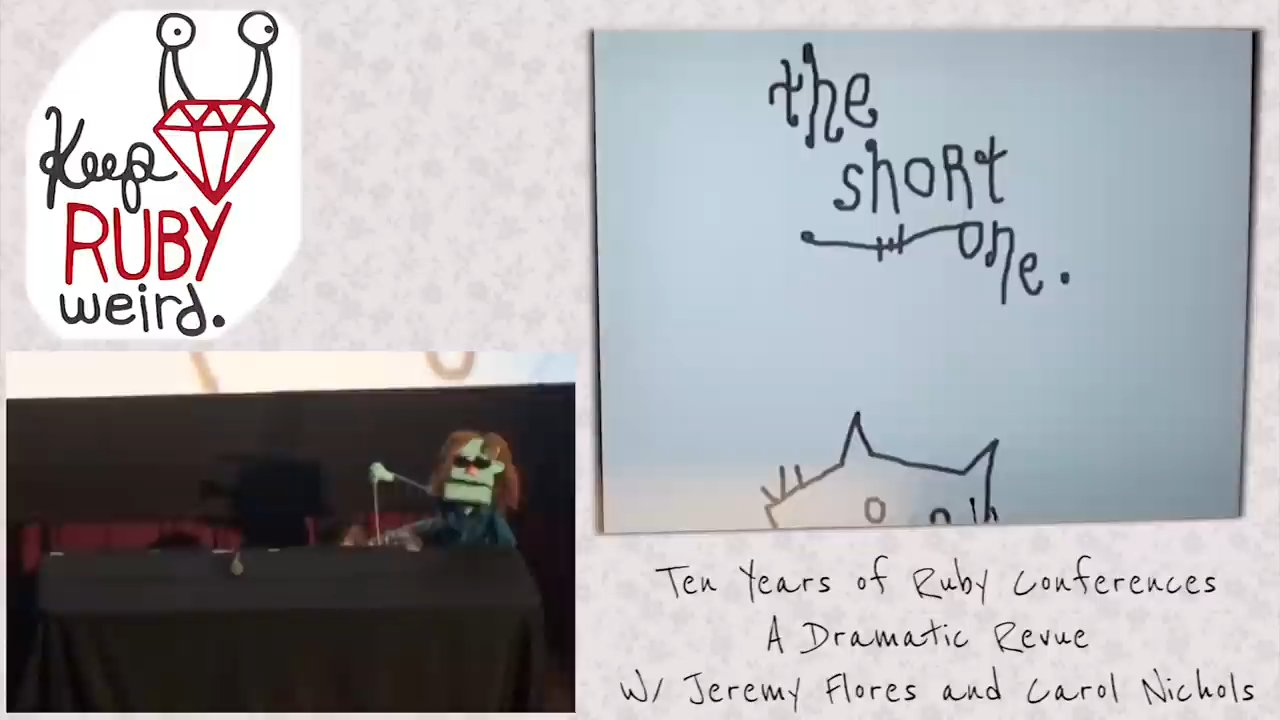 Keep
RUBY
weird.
the
short
one.
Ten Years of Ruby Conferences
A Dramatic Revue
W/ Jeremy Flores and Carol Nichols